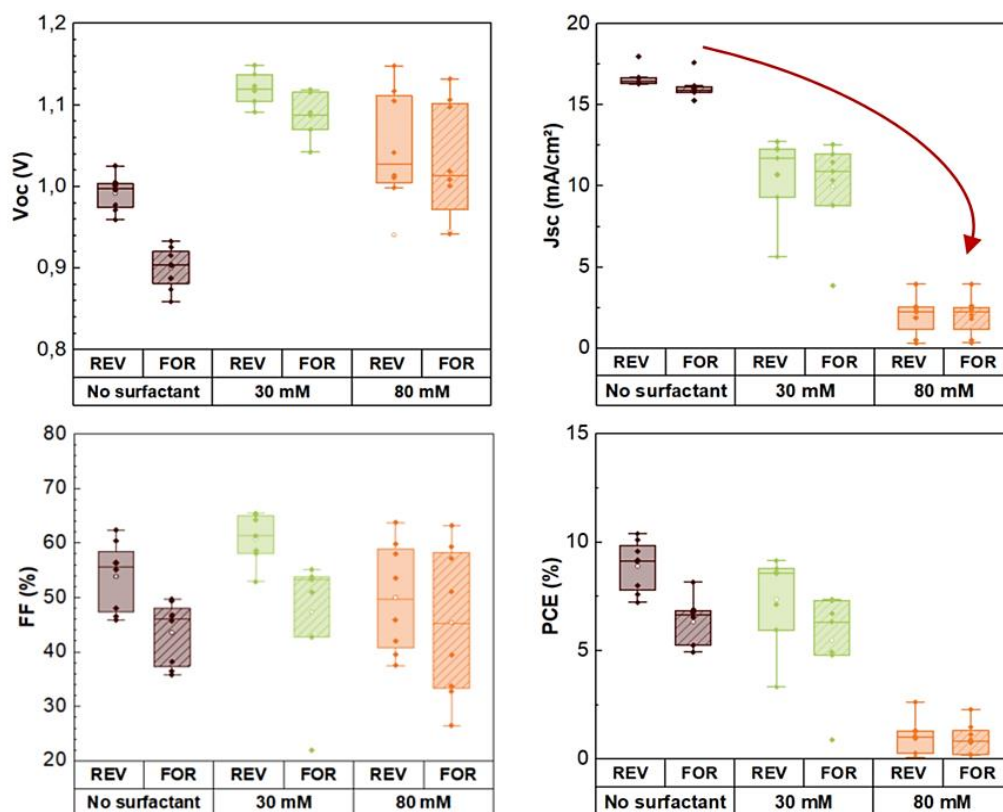 1,2
1,1
1,0
0,9
0,8
Voc (V)
REV FOR REV FOR REV FOR
No surfactant 30 mM 80 mM
20
15
10
5
0
Jsc (mA/cm²)
REV FOR REV FOR REV FOR
No surfactant 30 mM 80 mM
80
70
60
50
40
30
20
FF (%)
REV FOR REV FOR REV FOR
No surfactant 30 mM 80 mM
15
10
5
0
PCE (%)
REV FOR REV FOR REV FOR
No surfactant 30 mM 80 mM